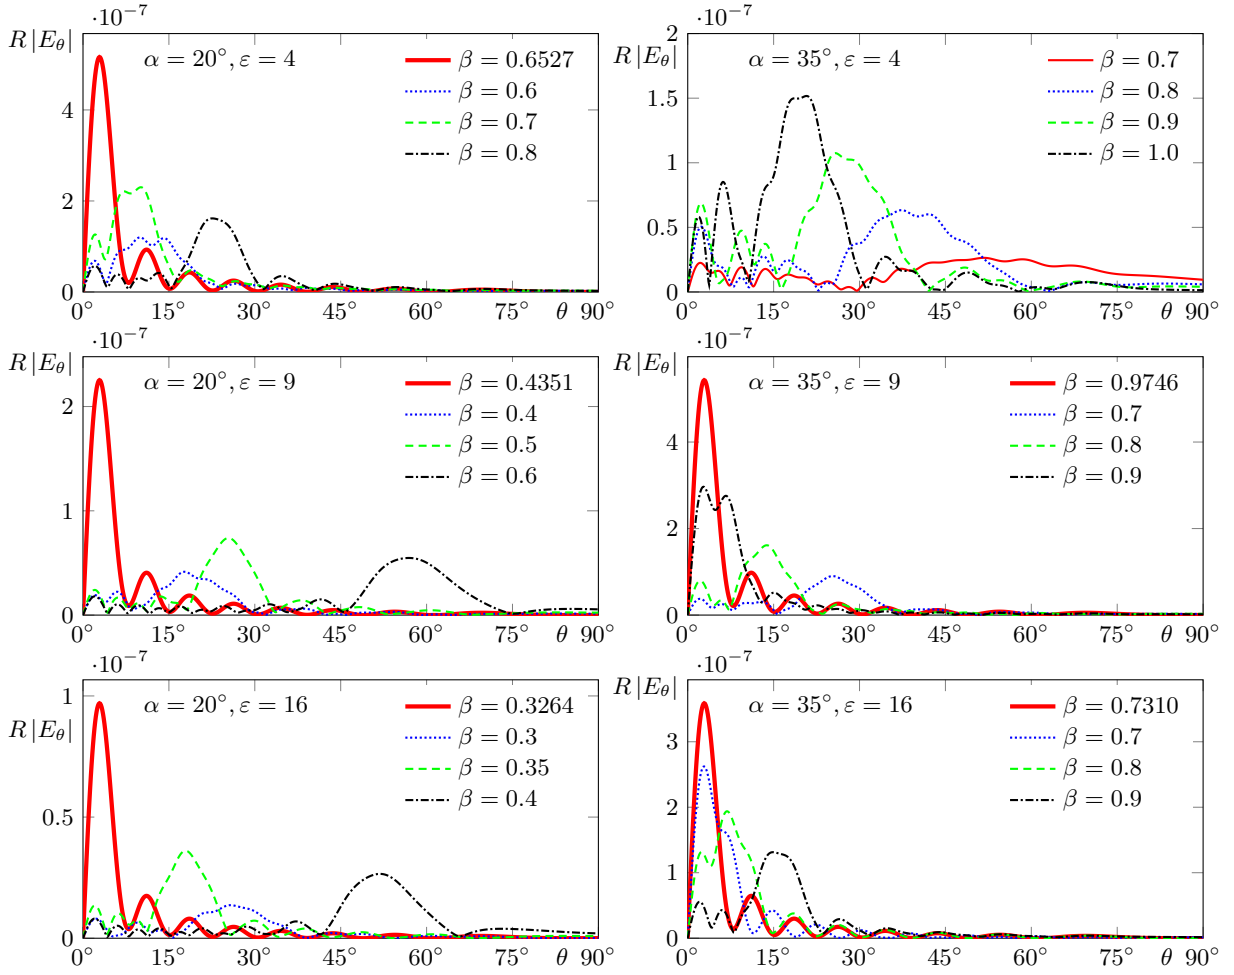 ·10⁻⁷
R |E_θ|
α = 20°, ε = 4
β = 0.6527
β = 0.6
β = 0.7
β = 0.8
4
2
0
0° 15° 30° 45° 60° 75° θ 90°
·10⁻⁷
R |E_θ|
α = 35°, ε = 4
β = 0.7
β = 0.8
β = 0.9
β = 1.0
2
1.5
1
0.5
0
0° 15° 30° 45° 60° 75° θ 90°
·10⁻⁷
R |E_θ|
α = 20°, ε = 9
β = 0.4351
β = 0.4
β = 0.5
β = 0.6
2
1
0
0° 15° 30° 45° 60° 75° θ 90°
·10⁻⁷
R |E_θ|
α = 35°, ε = 9
β = 0.9746
β = 0.7
β = 0.8
β = 0.9
4
2
0
0° 15° 30° 45° 60° 75° θ 90°
·10⁻⁷
R |E_θ|
α = 20°, ε = 16
β = 0.3264
β = 0.3
β = 0.35
β = 0.4
1
0.5
0
0° 15° 30° 45° 60° 75° θ 90°
·10⁻⁷
R |E_θ|
α = 35°, ε = 16
β = 0.7310
β = 0.7
β = 0.8
β = 0.9
3
2
1
0
0° 15° 30° 45° 60° 75° θ 90°